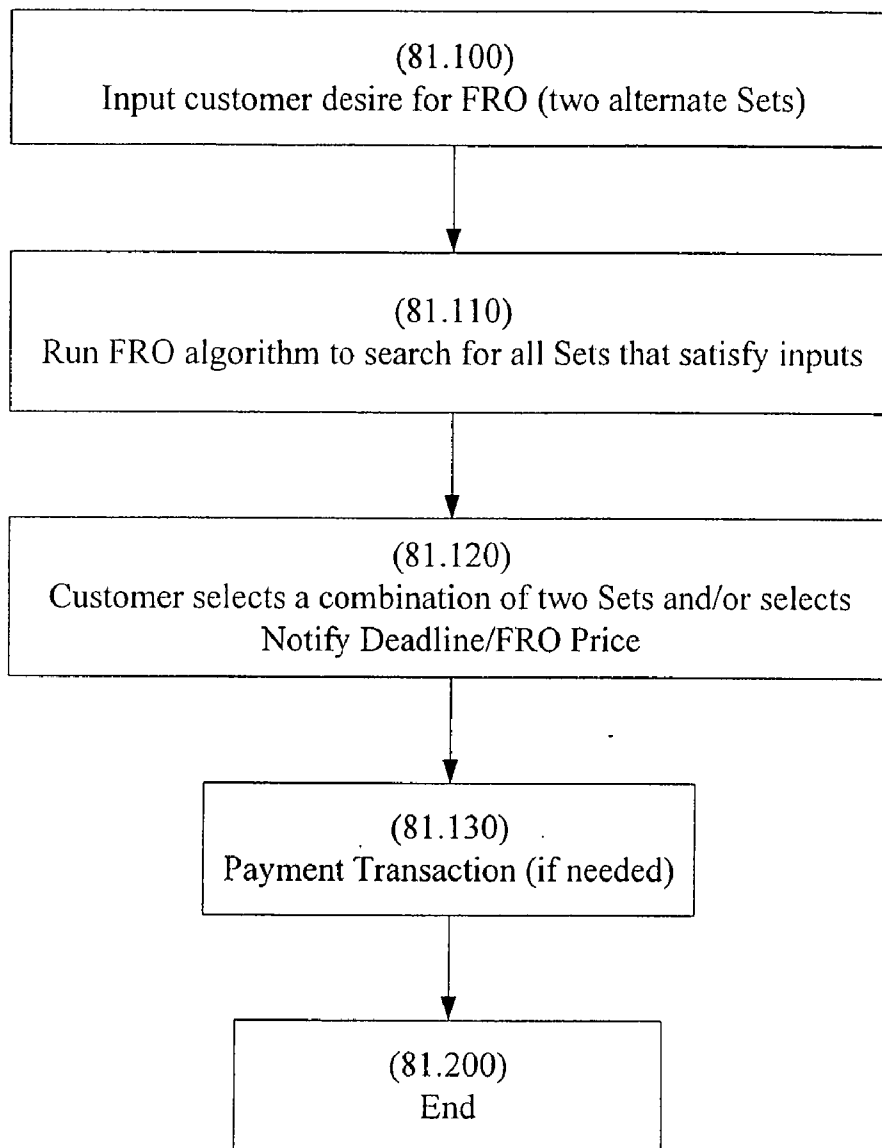 (81.100)
Input customer desire for FRO (two alternate Sets)
(81.110)
Run FRO algorithm to search for all Sets that satisfy inputs
(81.120)
Customer selects a combination of two Sets and/or selects
Notify Deadline/FRO Price
(81.130)
Payment Transaction (if needed)
(81.200)
End